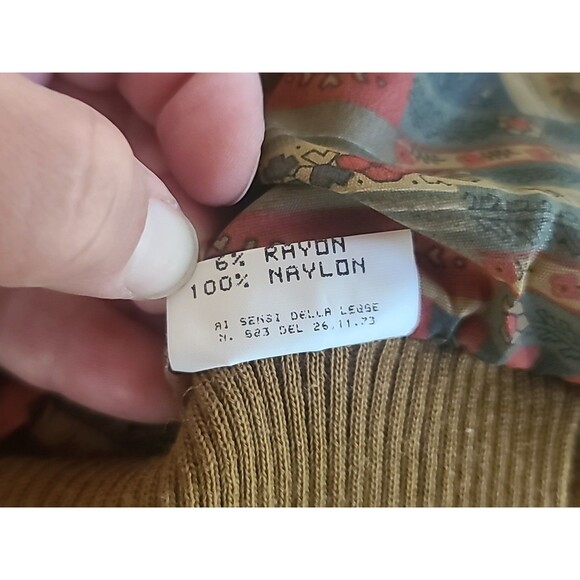 6% RAYON
100% NAYLON
AI SENSI DELLA LEGGE
N. 883 DEL 26.11.73